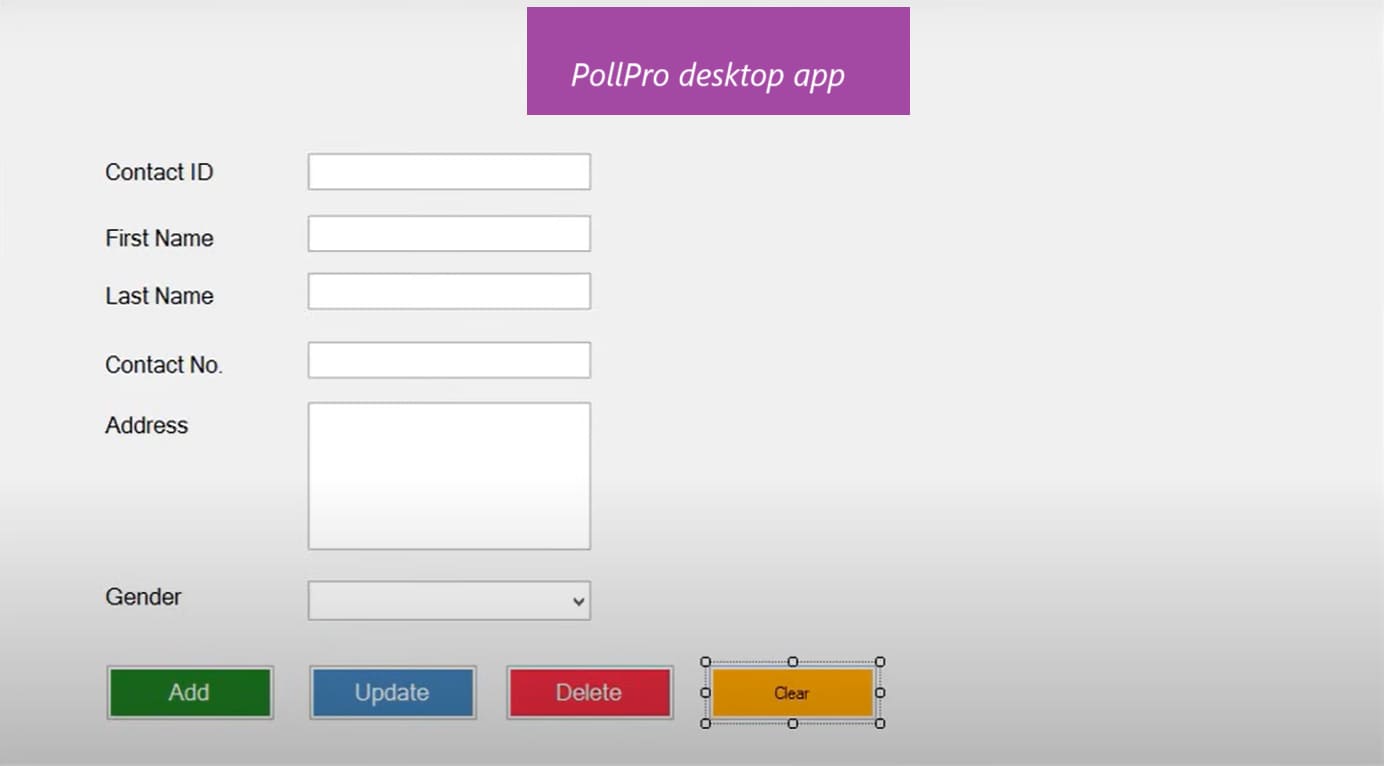 PollPro desktop app
Contact ID
First Name
Last Name
Contact No.
Address
Gender
Add Update Delete Clear